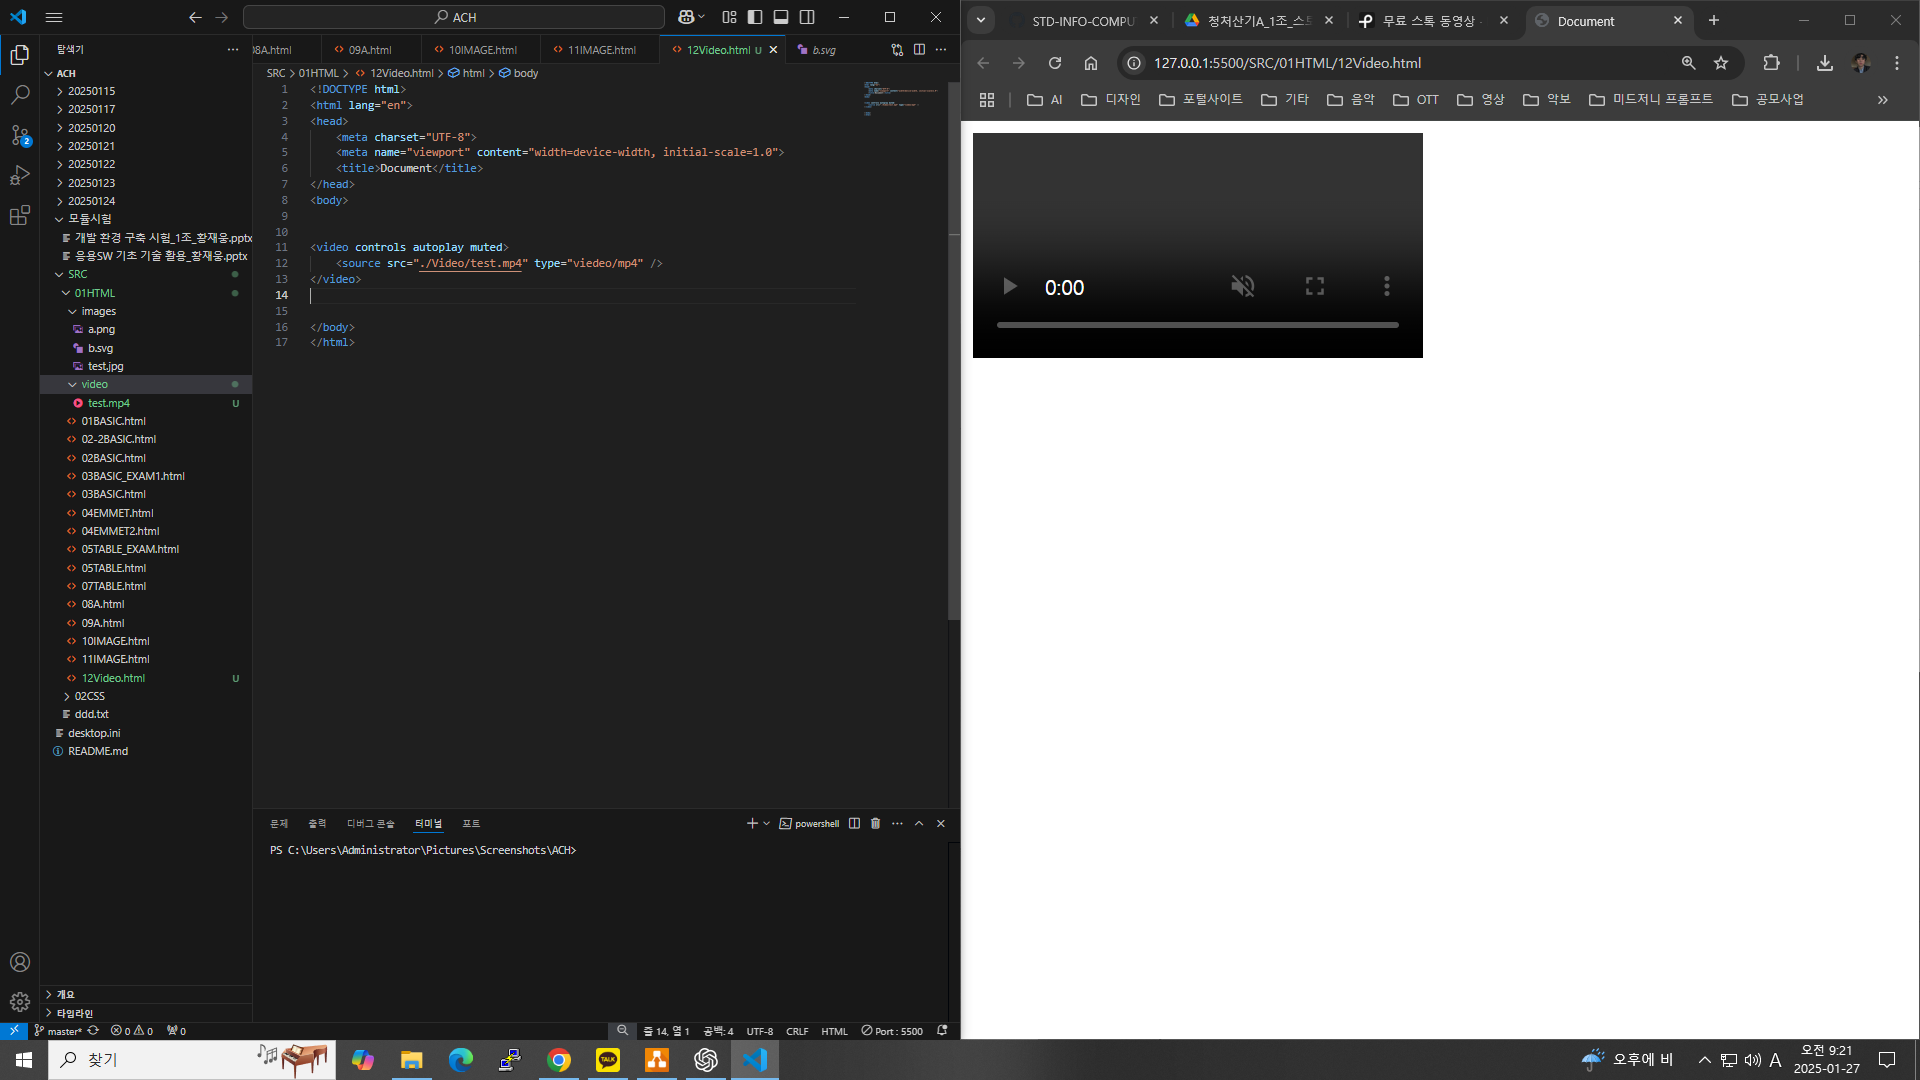 ACH
탐색기
ACH
20250115
20250117
20250120
20250121
20250122
20250123
20250124
모듈시험
개발 환경 구축 시험_1조_황재웅.pptx
응용SW 기초 기술 활용_황재웅.pptx
SRC
01HTML
images
a.png
b.svg
test.jpg
video
test.mp4 U
01BASIC.html
02-2BASIC.html
02BASIC.html
03BASIC_EXAM1.html
03BASIC.html
04EMMET.html
04EMMET2.html
05TABLE_EXAM.html
05TABLE.html
07TABLE.html
08A.html
09A.html
10IMAGE.html
11IMAGE.html
12Video.html U
02CSS
ddd.txt
desktop.ini
README.md
개요
타임라인
08A.html 09A.html 10IMAGE.html 11IMAGE.html 12Video.html U b.svg
SRC > 01HTML > 12Video.html > html > body
1 <!DOCTYPE html>
2 <html lang="en">
3 <head>
4 <meta charset="UTF-8">
5 <meta name="viewport" content="width=device-width, initial-scale=1.0">
6 <title>Document</title>
7 </head>
8 <body>
9
10
11 <video controls autoplay muted>
12 <source src="./Video/test.mp4" type="viedeo/mp4" />
13 </video>
14
15
16 </body>
17 </html>
문제 출력 디버그 콘솔 터미널 포트
powershell
PS C:\Users\Administrator\Pictures\Screenshots\ACH>
master* 0 0 0 줄 14, 열 1 공백: 4 UTF-8 CRLF HTML Port : 5500
STD-INFO-COMPU 청처산기A_1조_스 무료 스톡 동영상 Document
127.0.0.1:5500/SRC/01HTML/12Video.html
AI 디자인 포털사이트 기타 음악 OTT 영상 악보 미드저니 프롬프트 공모사업
0:00
찾기
TALK
오후에 비
A
오전 9:21
2025-01-27